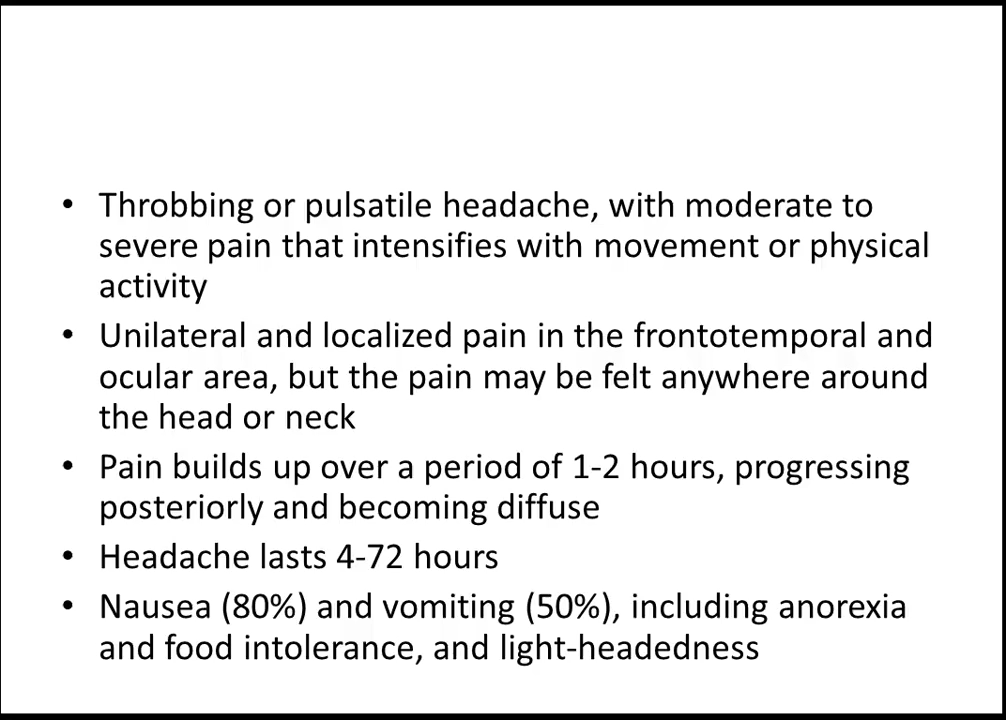 • Throbbing or pulsatile headache, with moderate to
severe pain that intensifies with movement or physical
activity
• Unilateral and localized pain in the frontotemporal and
ocular area, but the pain may be felt anywhere around
the head or neck
• Pain builds up over a period of 1-2 hours, progressing
posteriorly and becoming diffuse
• Headache lasts 4-72 hours
• Nausea (80%) and vomiting (50%), including anorexia
and food intolerance, and light-headedness